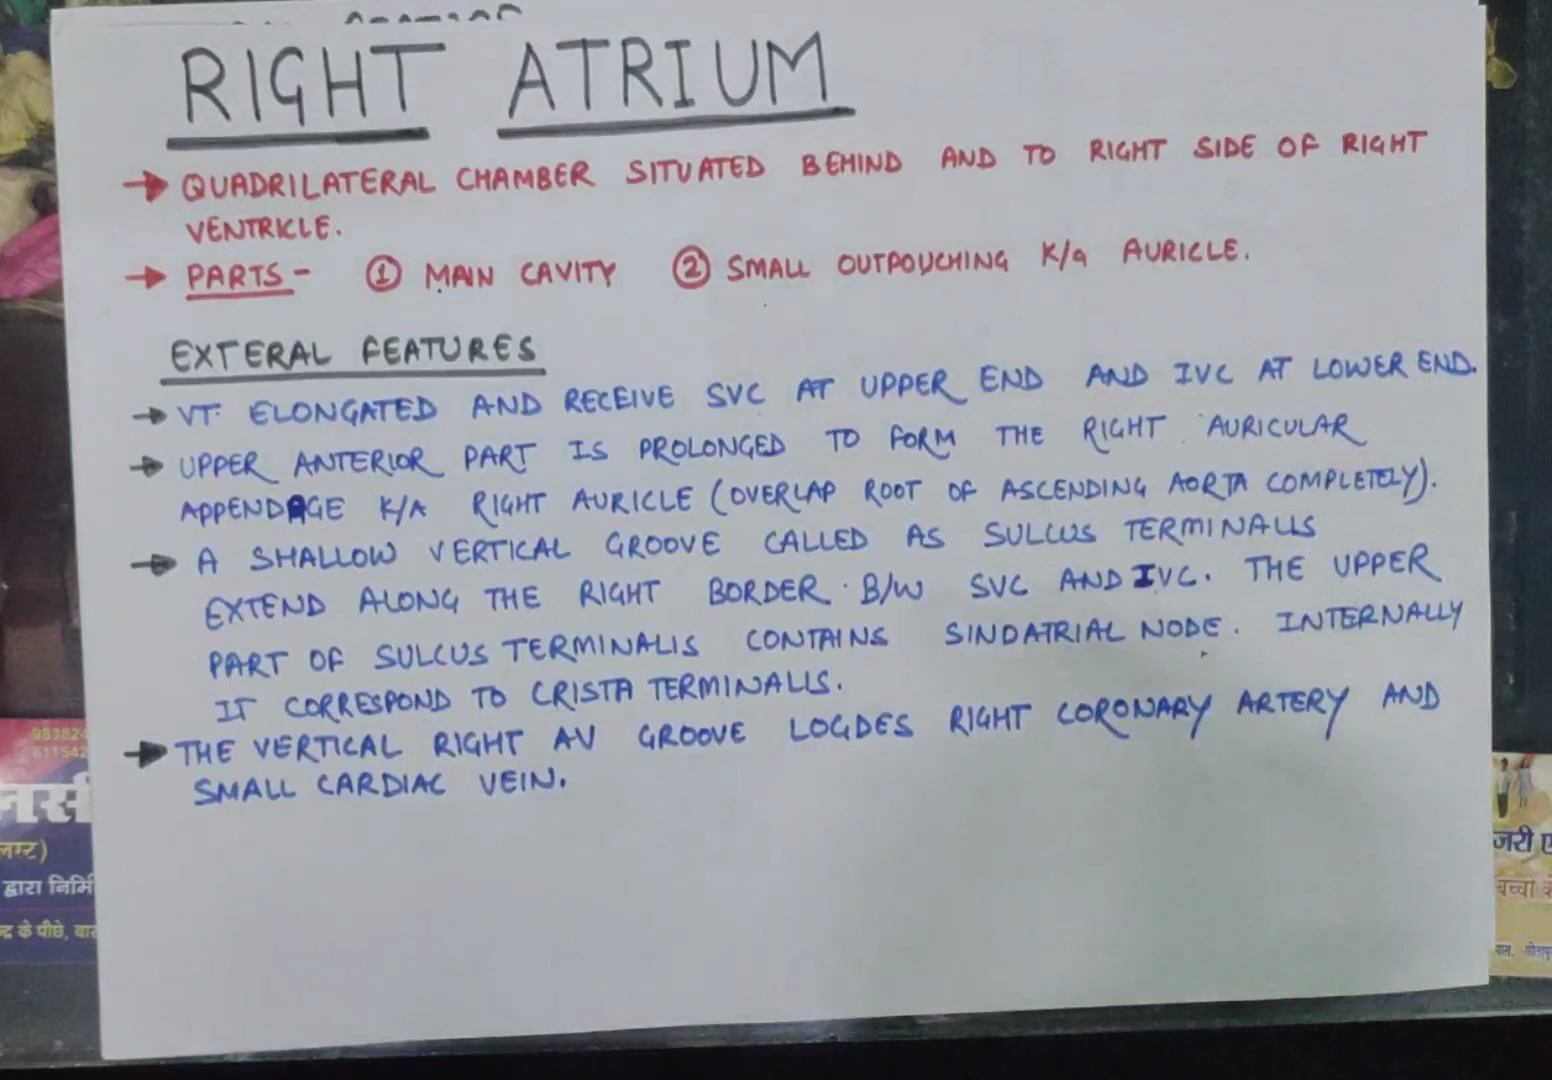 RIGHT ATRIUM
→ QUADRILATERAL CHAMBER SITUATED BEHIND AND TO RIGHT SIDE OF RIGHT
VENTRICLE.
→ PARTS - ① MAIN CAVITY ② SMALL OUTPOUCHING K/a AURICLE.
EXTERAL FEATURES
→ VT. ELONGATED AND RECEIVE SVC AT UPPER END AND IVC AT LOWER END.
→ UPPER ANTERIOR PART IS PROLONGED TO FORM THE RIGHT AURICULAR
APPENDAGE K/A RIGHT AURICLE (OVERLAP ROOT OF ASCENDING AORTA COMPLETELY).
→ A SHALLOW VERTICAL GROOVE CALLED AS SULCUS TERMINALIS
EXTEND ALONG THE RIGHT BORDER B/W SVC AND IVC. THE UPPER
PART OF SULCUS TERMINALIS CONTAINS SINOATRIAL NODE. INTERNALLY
IT CORRESPOND TO CRISTA TERMINALIS.
→ THE VERTICAL RIGHT AV GROOVE LOGDES RIGHT CORONARY ARTERY AND
SMALL CARDIAC VEIN.
98382
61154
द्वारा
के पीछे,
जरी